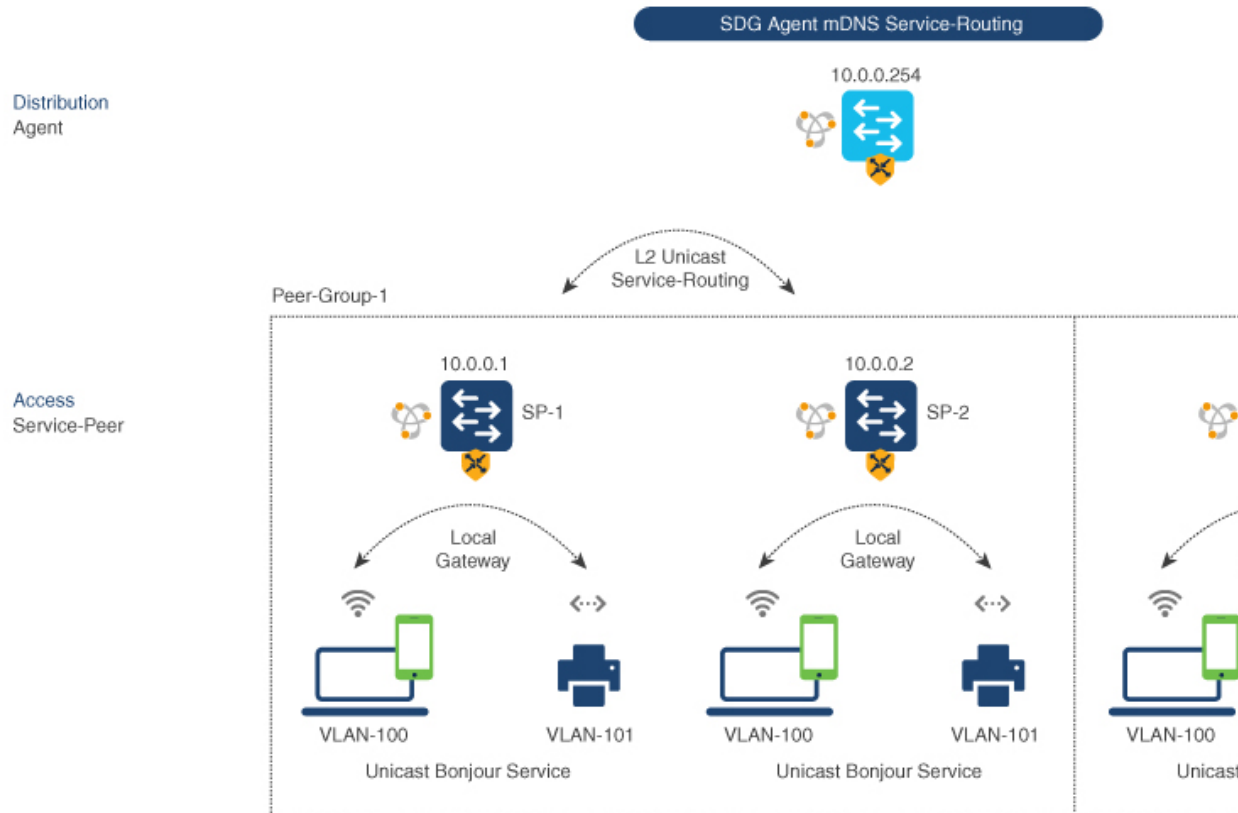 SDG Agent mDNS Service-Routing
10.0.0.254
Distribution
Agent
L2 Unicast
Service-Routing
Peer-Group-1
10.0.0.1
10.0.0.2
Access
Service-Peer
SP-1
SP-2
Local
Gateway
Local
Gateway
VLAN-100
VLAN-101
VLAN-100
VLAN-101
VLAN-100
Unicast Bonjour Service
Unicast Bonjour Service
Unicast